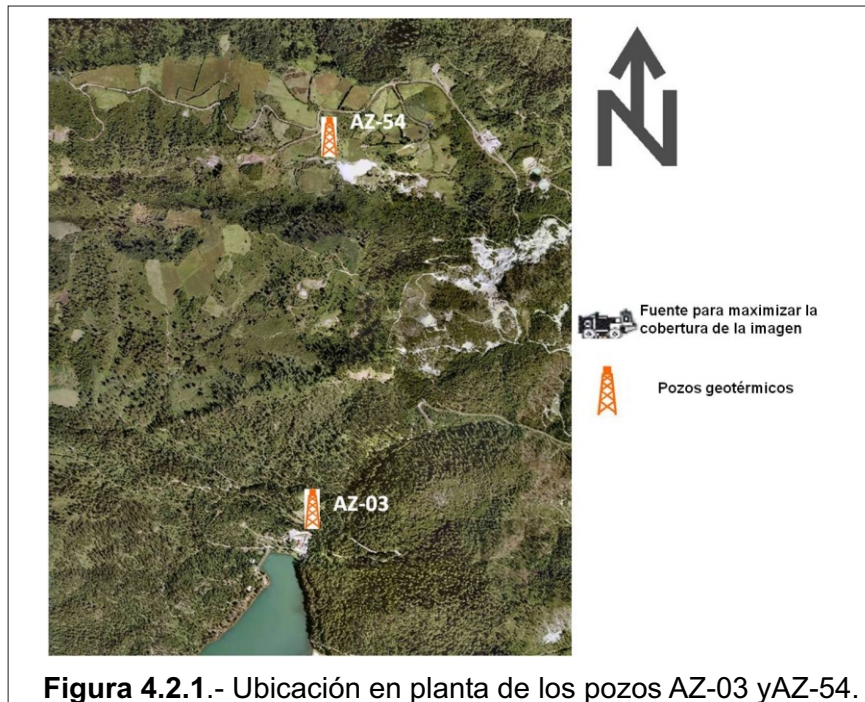 AZ-54
N
Fuente para maximizar la
cobertura de la imagen
Pozos geotérmicos
AZ-03
Figura 4.2.1.- Ubicación en planta de los pozos AZ-03 yAZ-54.